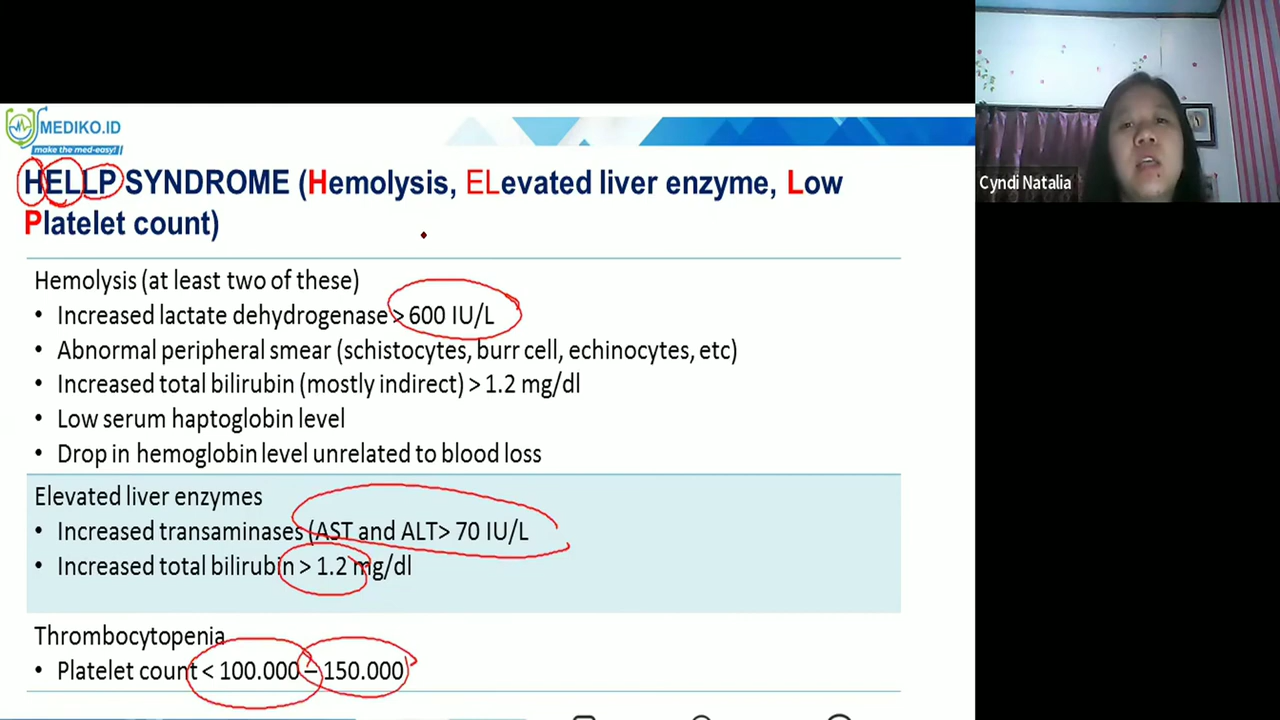 MEDIKO.ID
make the med-easy!
HELLP SYNDROME (Hemolysis, ELevated liver enzyme, Low
Platelet count)
Hemolysis (at least two of these)
• Increased lactate dehydrogenase > 600 IU/L
• Abnormal peripheral smear (schistocytes, burr cell, echinocytes, etc)
• Increased total bilirubin (mostly indirect) > 1.2 mg/dl
• Low serum haptoglobin level
• Drop in hemoglobin level unrelated to blood loss
Elevated liver enzymes
• Increased transaminases (AST and ALT> 70 IU/L
• Increased total bilirubin > 1.2 mg/dl
Thrombocytopenia
• Platelet count < 100.000 – 150.000
Cyndi Natalia